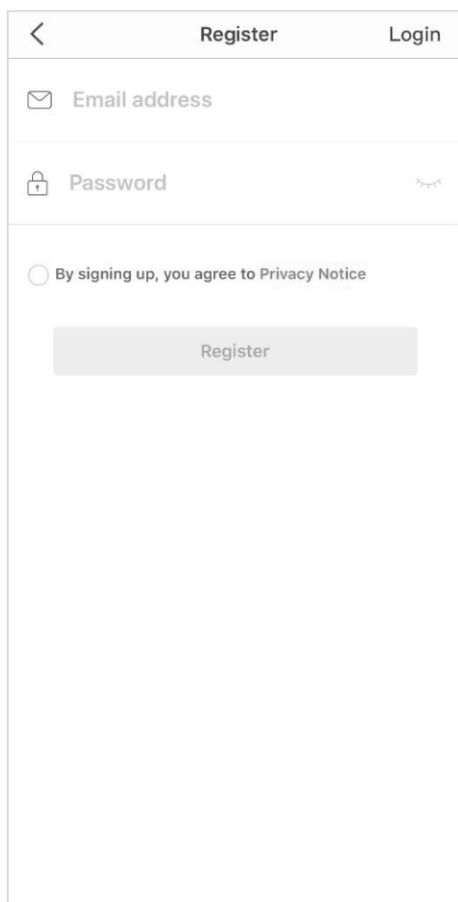 Register Login
Email address
Password
By signing up, you agree to Privacy Notice
Register